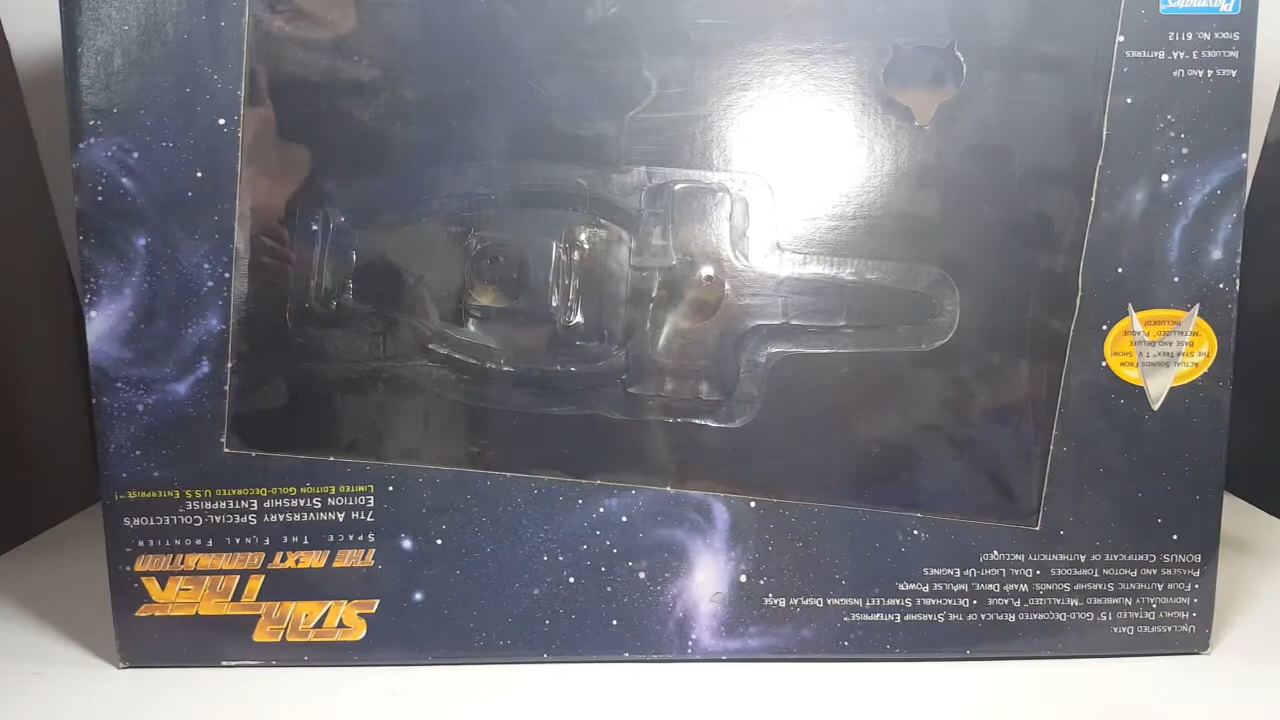 STAR TREK
THE NEXT GENERATION
SPACE. THE FINAL FRONTIER.
7TH ANNIVERSARY SPECIAL COLLECTOR'S
EDITION STARSHIP ENTERPRISE™
LIMITED EDITION GOLD-DECORATED U.S.S. ENTERPRISE™!
UNCLASSIFIED DATA:
• HIGHLY DETAILED 15" GOLD-DECORATED REPLICA OF THE STARSHIP ENTERPRISE™
• INDIVIDUALLY NUMBERED "METALLIZED" PLAQUE • DETACHABLE STARFLEET INSIGNIA DISPLAY BASE
• FOUR AUTHENTIC STARSHIP SOUNDS: WARP DRIVE, IMPULSE POWER,
PHASERS AND PHOTON TORPEDOES • DUAL LIGHT-UP ENGINES
BONUS: CERTIFICATE OF AUTHENTICITY INCLUDED!
ACTUAL SOUNDS FROM
THE STAR TREK® T.V. SHOW!
BASE AND DELUXE
"METALLIZED" PLAQUE
INCLUDED!
AGES 4 AND UP
INCLUDES 3 "AA" BATTERIES.
STOCK NO. 6112
Playmates®